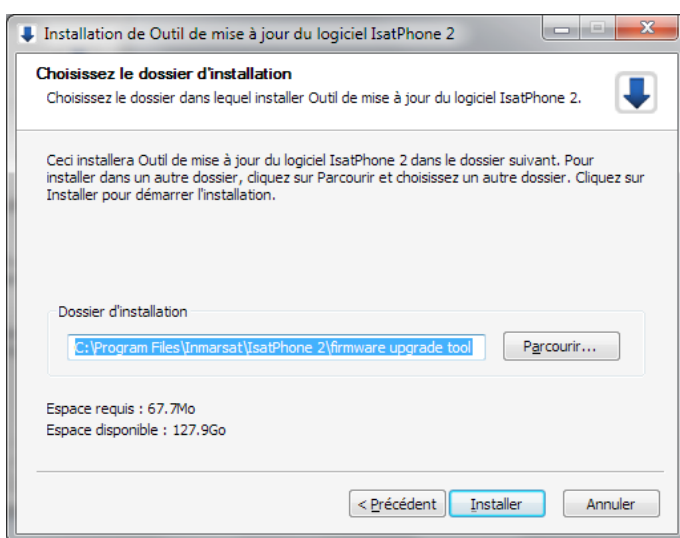 Installation de Outil de mise à jour du logiciel IsatPhone 2
Choisissez le dossier d'installation
Choisissez le dossier dans lequel installer Outil de mise à jour du logiciel IsatPhone 2.
Ceci installera Outil de mise à jour du logiciel IsatPhone 2 dans le dossier suivant. Pour
installer dans un autre dossier, cliquez sur Parcourir et choisissez un autre dossier. Cliquez sur
Installer pour démarrer l'installation.
Dossier d'installation
C:\Program Files\Inmarsat\IsatPhone 2\firmware upgrade tool
Parcourir...
Espace requis : 67.7Mo
Espace disponible : 127.9Go
< Précédent
Installer
Annuler